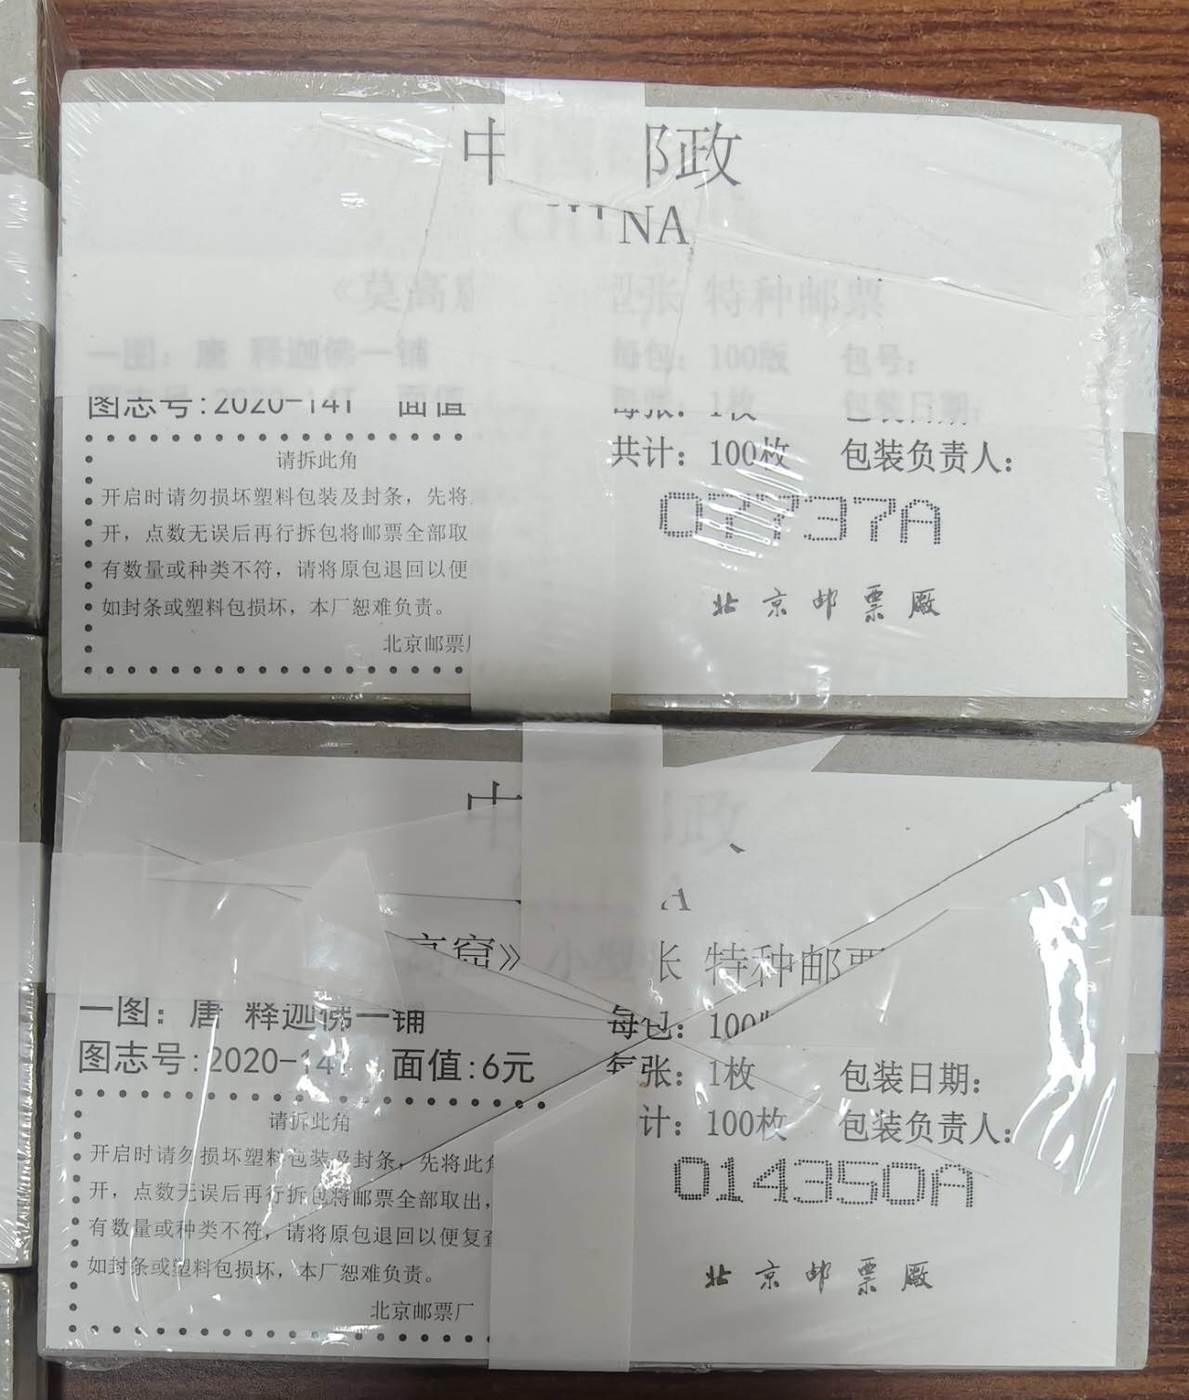 中 邮政
CHINA
《莫高窟 型张 特种邮票
一图：唐 释迦佛一铺 每包：100版 包号：
图志号:2020-14T 面值 每张：1枚 包装日期：
共计：100枚 包装负责人：
请拆此角
开启时请勿损坏塑料包装及封条，先将
开，点数无误后再行拆包将邮票全部取
有数量或种类不符，请将原包退回以便
如封条或塑料包损坏，本厂恕难负责。
北京邮票厂
07737A
北京邮票厂
中 邮政
A
高窟》 小型张 特种邮票
一图：唐 释迦佛一铺 每包：100
图志号:2020-14T 面值:6元 每张：1枚 包装日期：
计：100枚 包装负责人：
请拆此角
开启时请勿损坏塑料包装及封条，先将此角
开，点数无误后再行拆包将邮票全部取出，
有数量或种类不符，请将原包退回以便复查
如封条或塑料包损坏，本厂恕难负责。
北京邮票厂
014350A
北京邮票厂